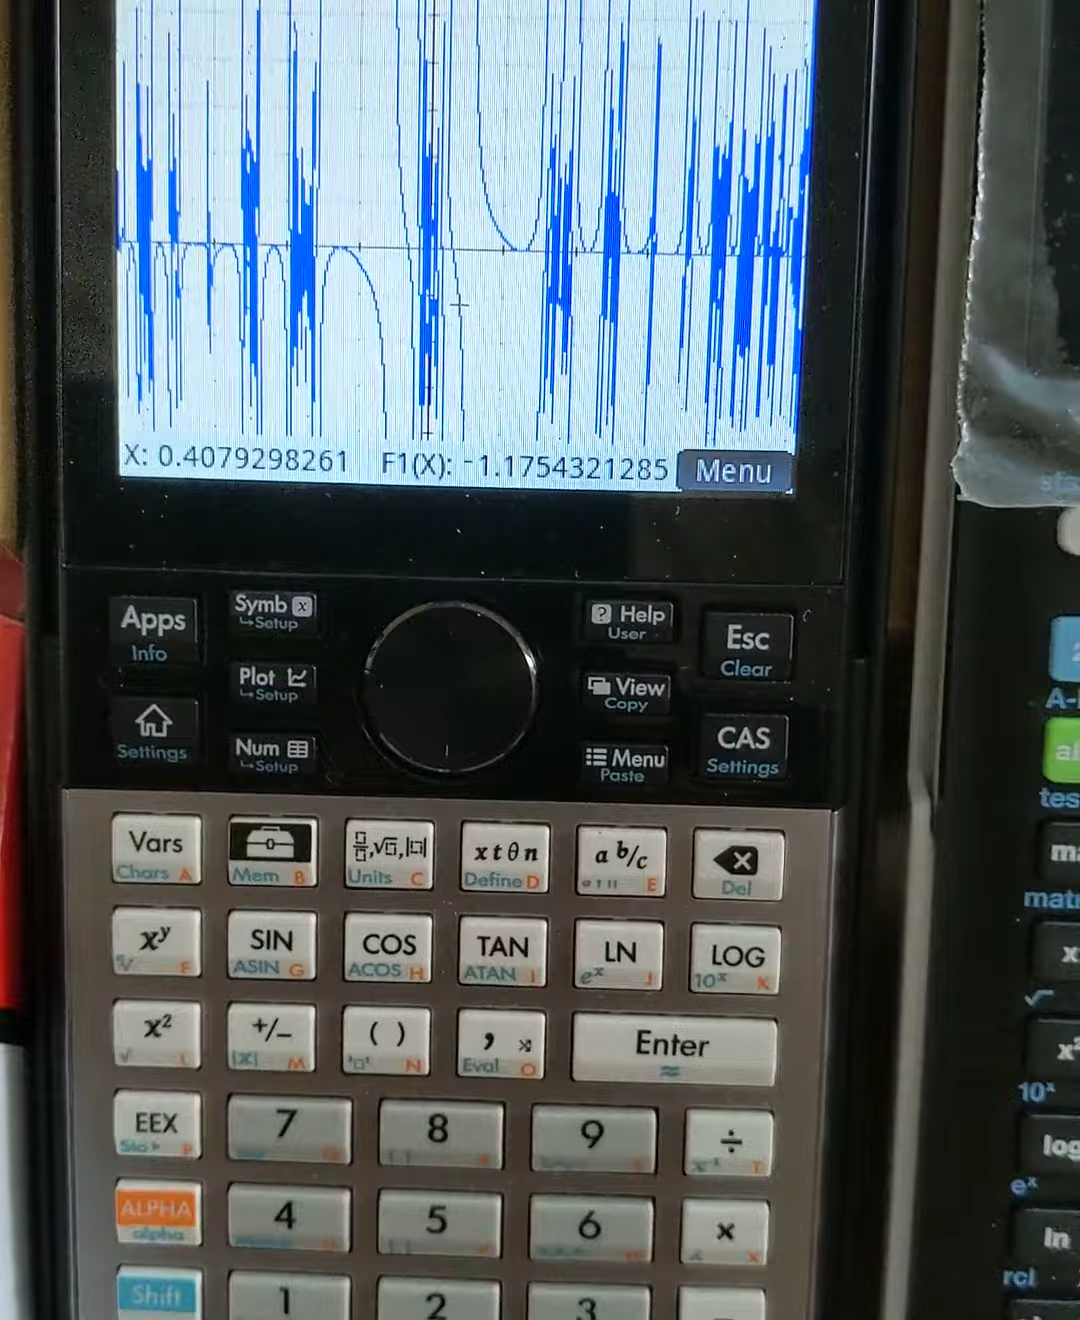 X: 0.4079298261 F1(X): -1.1754321285 Menu
Apps Symb x Help Esc
Info ↳Setup User Clear
Plot View
↳Setup Copy
Settings
Num Menu CAS
↳Setup Paste Settings
Vars xtθn a b/c
Chars A Mem B Units C Define D E Del
x^y SIN COS TAN LN LOG
F ASIN G ACOS H ATAN I e^x J 10^x K
x² +/- ( ) , Enter
√ L |x| M N Eval O ≈
EEX 7 8 9 ÷
Sto ▸ P
ALPHA 4 5 6 ×
alpha
Shift 1 2 3
10^x
log
e^x
ln
rcl